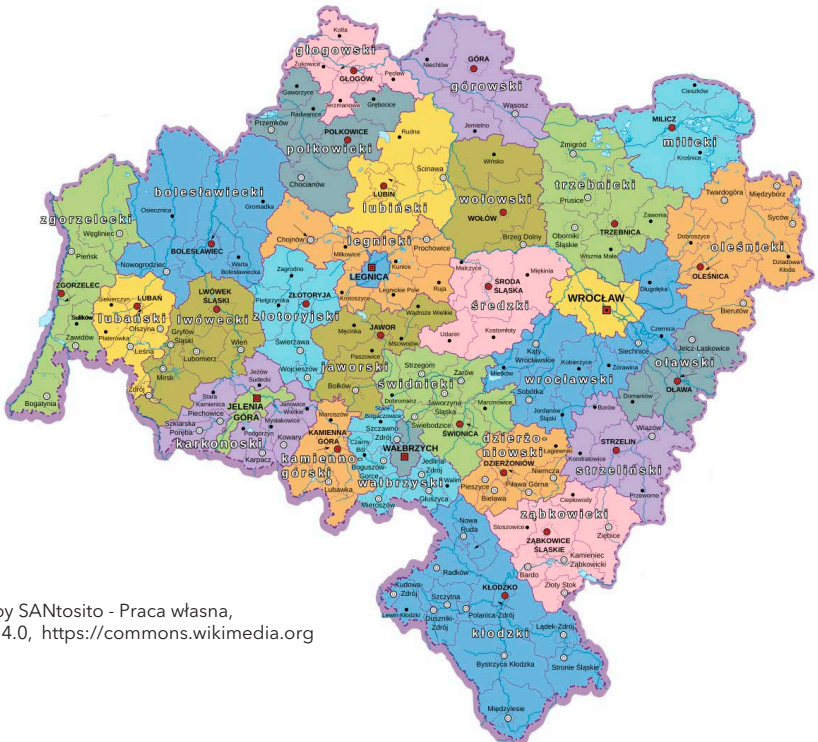 Kotla
głogowski
Żukowice
GŁOGÓW
Pęcław
Jerzmanowa
Grębocice
Gaworzyce
Radwanice
Przemków
POLKOWICE
polkowicki
Chocianów
Niechlów
GÓRA
górowski
Wąsosz
Jemielno
Rudna
Ścinawa
LUBIN
lubiński
Wińsko
wołowski
WOŁÓW
Brzeg Dolny
Cieszków
MILICZ
milicki
Krośnice
Żmigród
trzebnicki
Prusice
Zawonia
TRZEBNICA
Oborniki
Śląskie
Wisznia Mała
Twardogóra
Międzybórz
Syców
Dobroszyce
oleśnicki
Dziadowa
Kłoda
OLEŚNICA
Bierutów
bolesławiecki
Osiecznica
Gromadka
BOLESŁAWIEC
Nowogrodziec
Warta
Bolesławiecka
zgorzelecki
Węgliniec
Pieńsk
ZGORZELEC
Sulików
Zawidów
Bogatynia
LUBAŃ
Siekierczyn
lubański
Olszyna
Platerówka
Leśna
Zdrój
LWÓWEK
ŚLĄSKI
lwówecki
Gryfów
Śląski
Lubomierz
Wleń
Mirsk
Chojnów
legnicki
Miłkowice
Kunice
Prochowice
LEGNICA
Legnickie Pole
Ruja
Krotoszyce
Zagrodno
Pielgrzymka
ZŁOTORYJA
złotoryjski
Świerzawa
Wojcieszów
Malczyce
Miękinia
ŚRODA
ŚLĄSKA
średzki
Udanin
Kostomłoty
WROCŁAW
Długołęka
Czernica
Siechnice
Kąty
Wrocławskie
Kobierzyce
Żórawina
Mietków
wrocławski
Sobótka
Jordanów
Śląski
Jelcz-Laskowice
oławski
OŁAWA
Domaniów
Wądroże Wielkie
JAWOR
Męcinka
Mściwojów
Paszowice
jaworski
Bolków
Strzegom
Żarów
świdnicki
Dobromierz
Jaworzyna
Śląska
Marcinowice
Świebodzice
ŚWIDNICA
Jeżów
Sudecki
Stara
Kamienica
Janowice
Wielkie
JELENIA
GÓRA
Piechowice
Mysłakowice
Szklarska
Poręba
Podgórzyn
Kowary
karkonoski
Karpacz
Marciszów
KAMIENNA
GÓRA
kamienno-
górski
Lubawka
Stare
Bogaczowice
Szczawno
Zdrój
Czarny
Bór
WAŁBRZYCH
Boguszów-
Gorce
Jedlina-
Zdrój
Walim
wałbrzyski
Głuszyca
Mieroszów
dzierżo-
niowski
Łagiewniki
DZIERŻONIÓW
Niemcza
Pieszyce
Piława Górna
Bielawa
Borów
Wiązów
STRZELIN
Kondratowice
strzeliński
Przeworno
Ciepłowody
ząbkowicki
Stoszowice
Ziębice
ZĄBKOWICE
ŚLĄSKIE
Kamieniec
Ząbkowicki
Bardo
Złoty Stok
Nowa
Ruda
Radków
Kudowa-
Zdrój
Szczytna
KŁODZKO
Lewin Kłodzki
Duszniki-
Zdrój
Polanica-Zdrój
kłodzki
Lądek-Zdrój
Bystrzyca Kłodzka
Stronie Śląskie
Międzylesie
by SANtosito - Praca własna,
4.0, https://commons.wikimedia.org